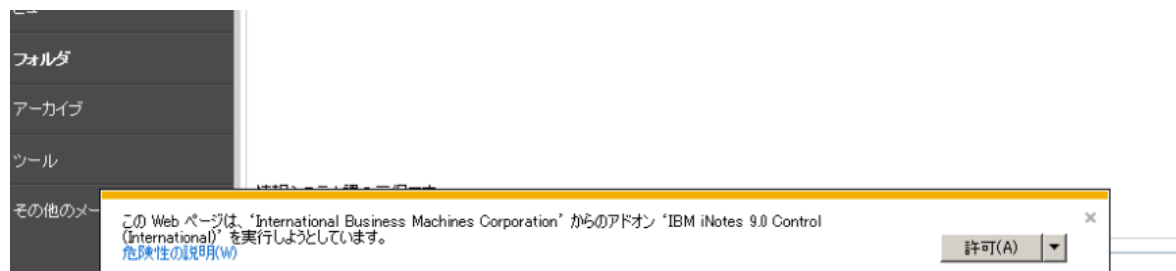 フォルダ
アーカイブ
ツール
その他のメー
この Web ページは、'International Business Machines Corporation' からのアドオン 'IBM iNotes 9.0 Control
(International)' を実行しようとしています。
危険性の説明(W)
×
許可(A)